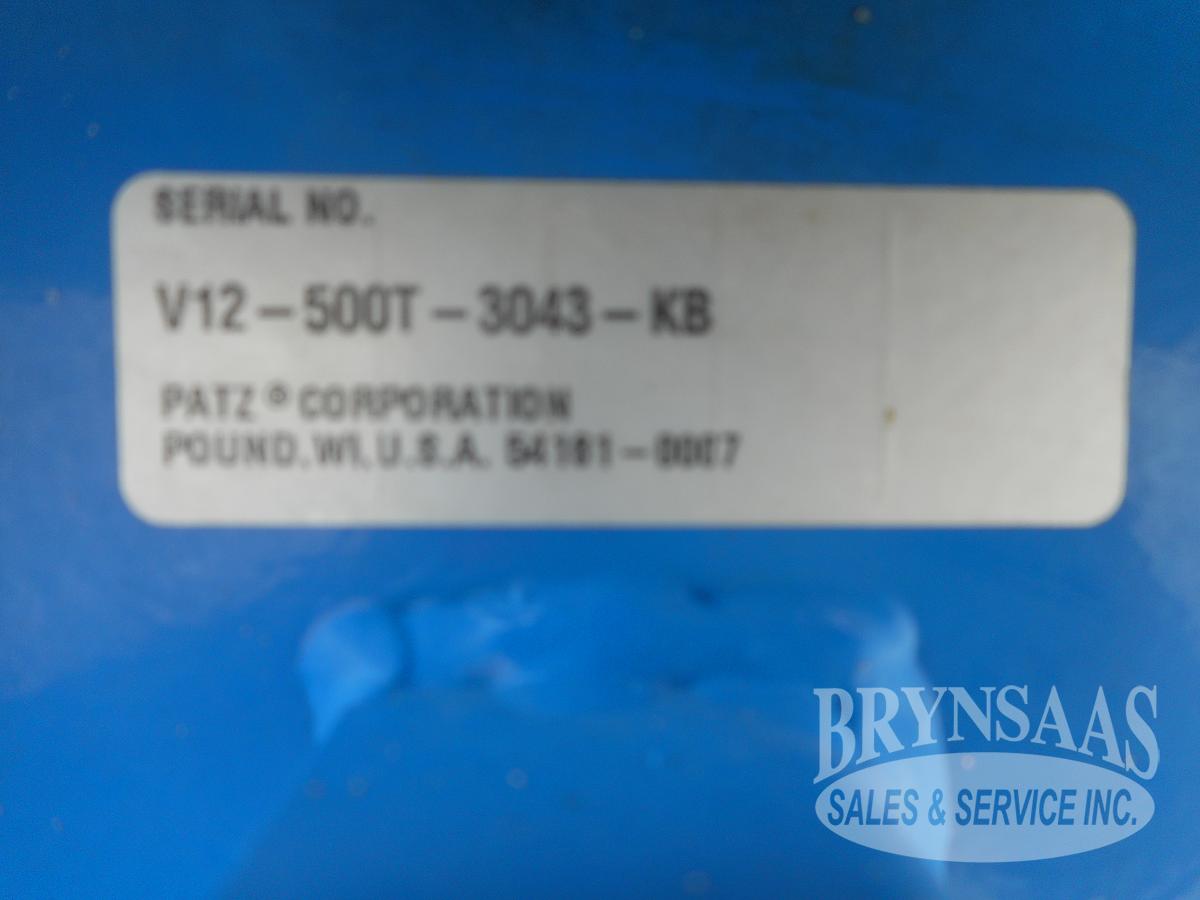 SERIAL NO.
V12-500T-3043-KB
PATZ® CORPORATION
POUND, WI, U.S.A. 54161-0007
BRYNSAAS
SALES & SERVICE INC.